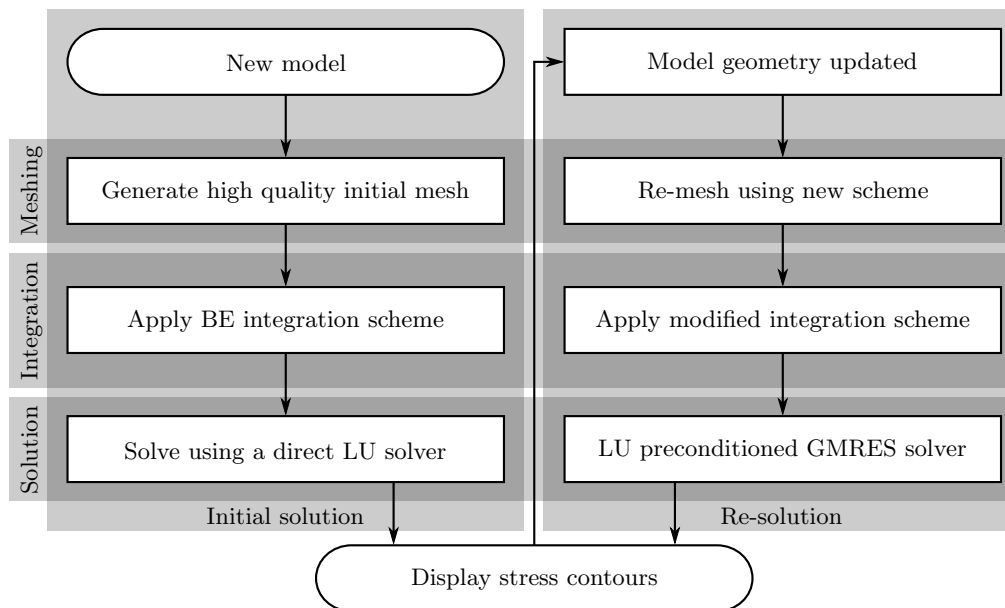 New model
Model geometry updated
Meshing
Generate high quality initial mesh
Re-mesh using new scheme
Integration
Apply BE integration scheme
Apply modified integration scheme
Solution
Solve using a direct LU solver
LU preconditioned GMRES solver
Initial solution
Re-solution
Display stress contours